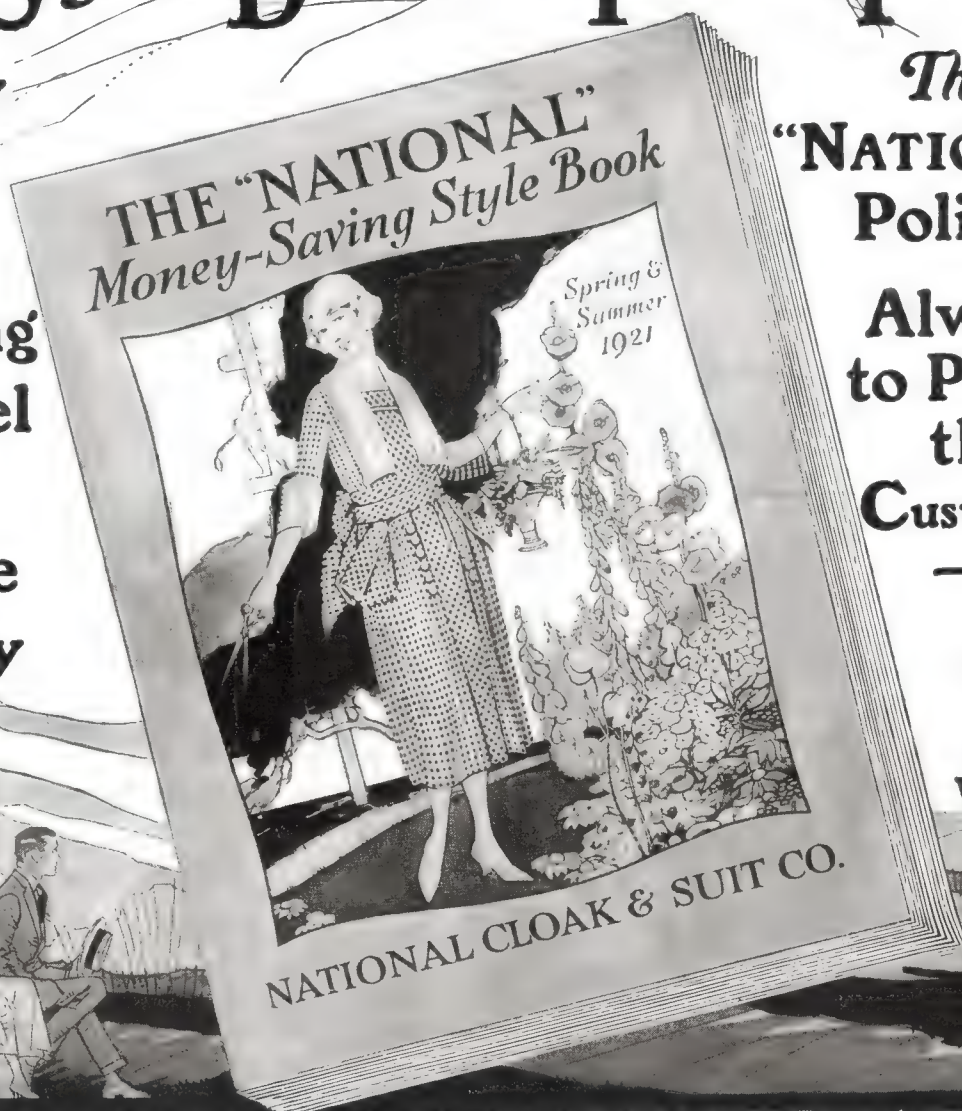 THE "NATIONAL"
Money-Saving Style Book
Spring &
Summer
1921
NATIONAL CLOAK & SUIT CO.
Th
"NATIO
Poli
Alw
to P
th
Cust